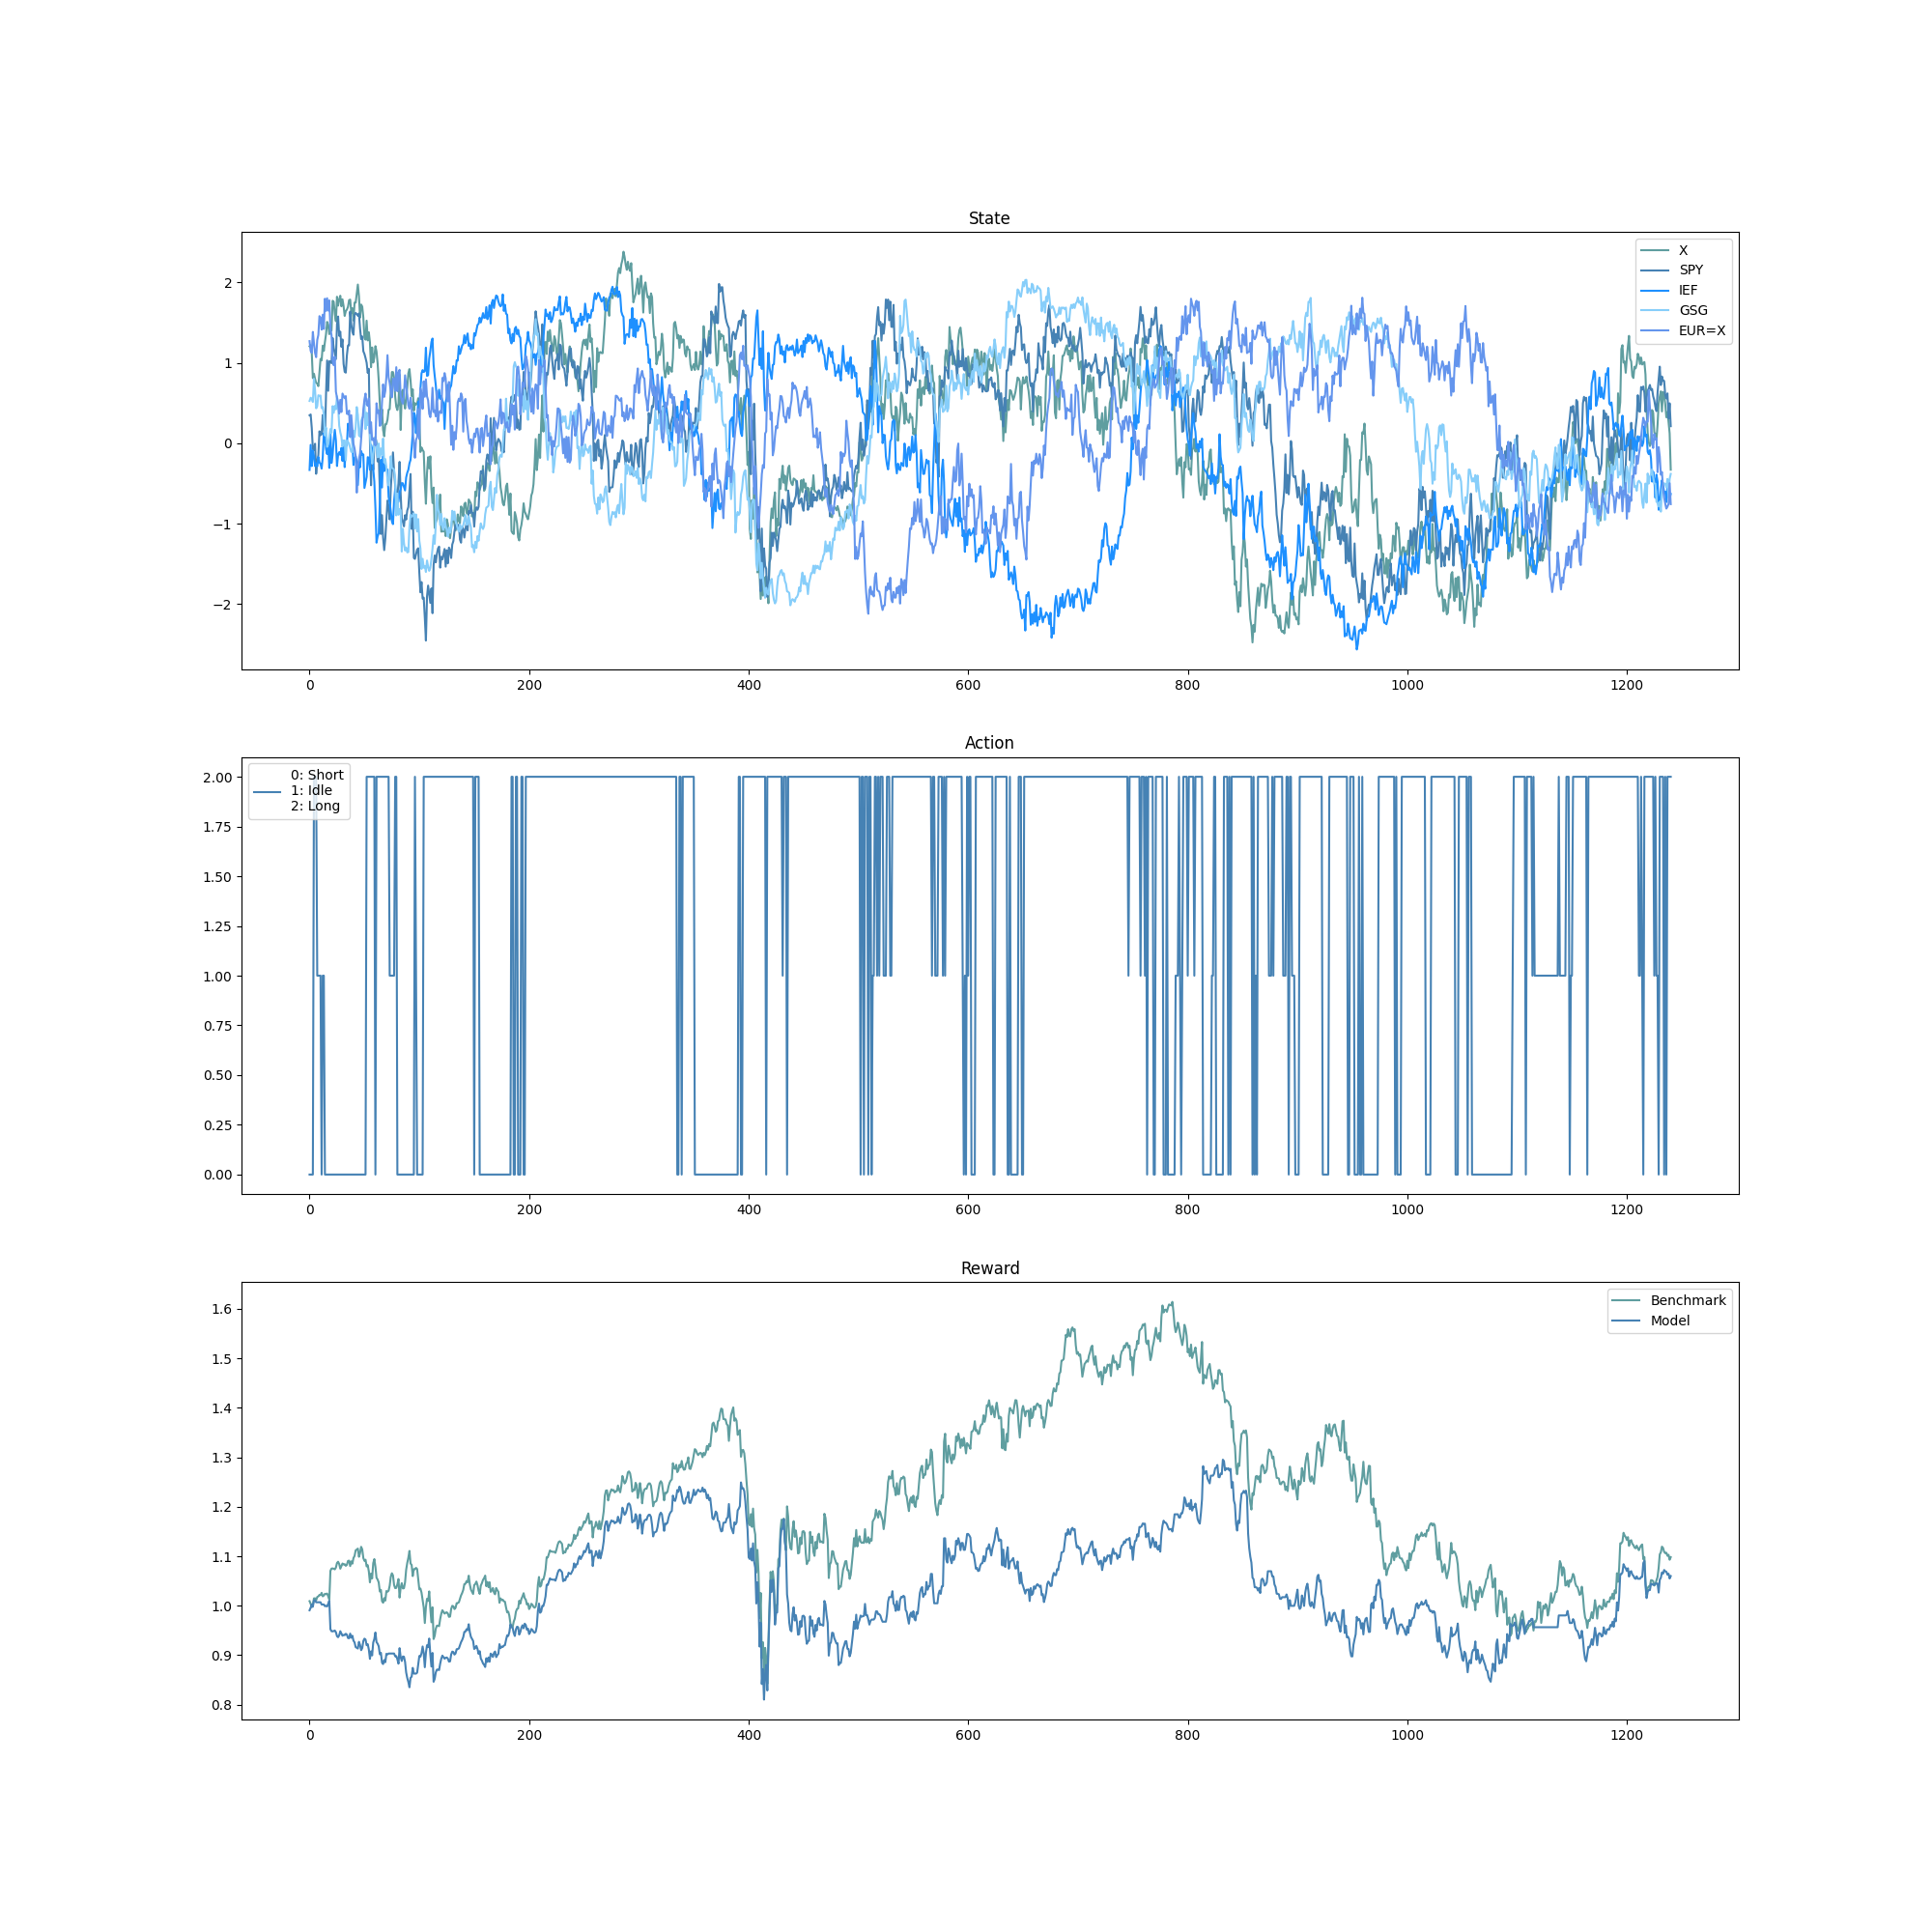 State
2
1
0
−1
−2
X
SPY
IEF
GSG
EUR=X
0 200 400 600 800 1000 1200
Action
2.00
1.75
1.50
1.25
1.00
0.75
0.50
0.25
0.00
0: Short
1: Idle
2: Long
0 200 400 600 800 1000 1200
Reward
1.6
1.5
1.4
1.3
1.2
1.1
1.0
0.9
0.8
Benchmark
Model
0 200 400 600 800 1000 1200